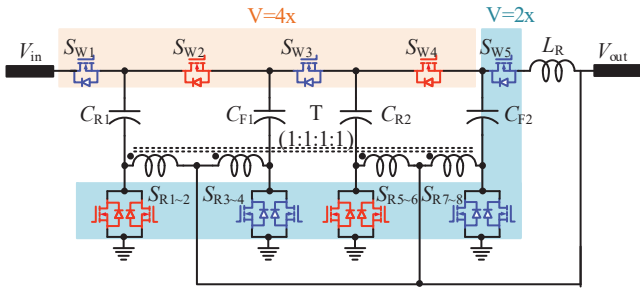 V=4x
V=2x
Vin
SW1
SW2
SW3
SW4
SW5
LR
Vout
CR1
CF1
T
(1:1:1:1)
CR2
CF2
SR1~2
SR3~4
SR5~6
SR7~8